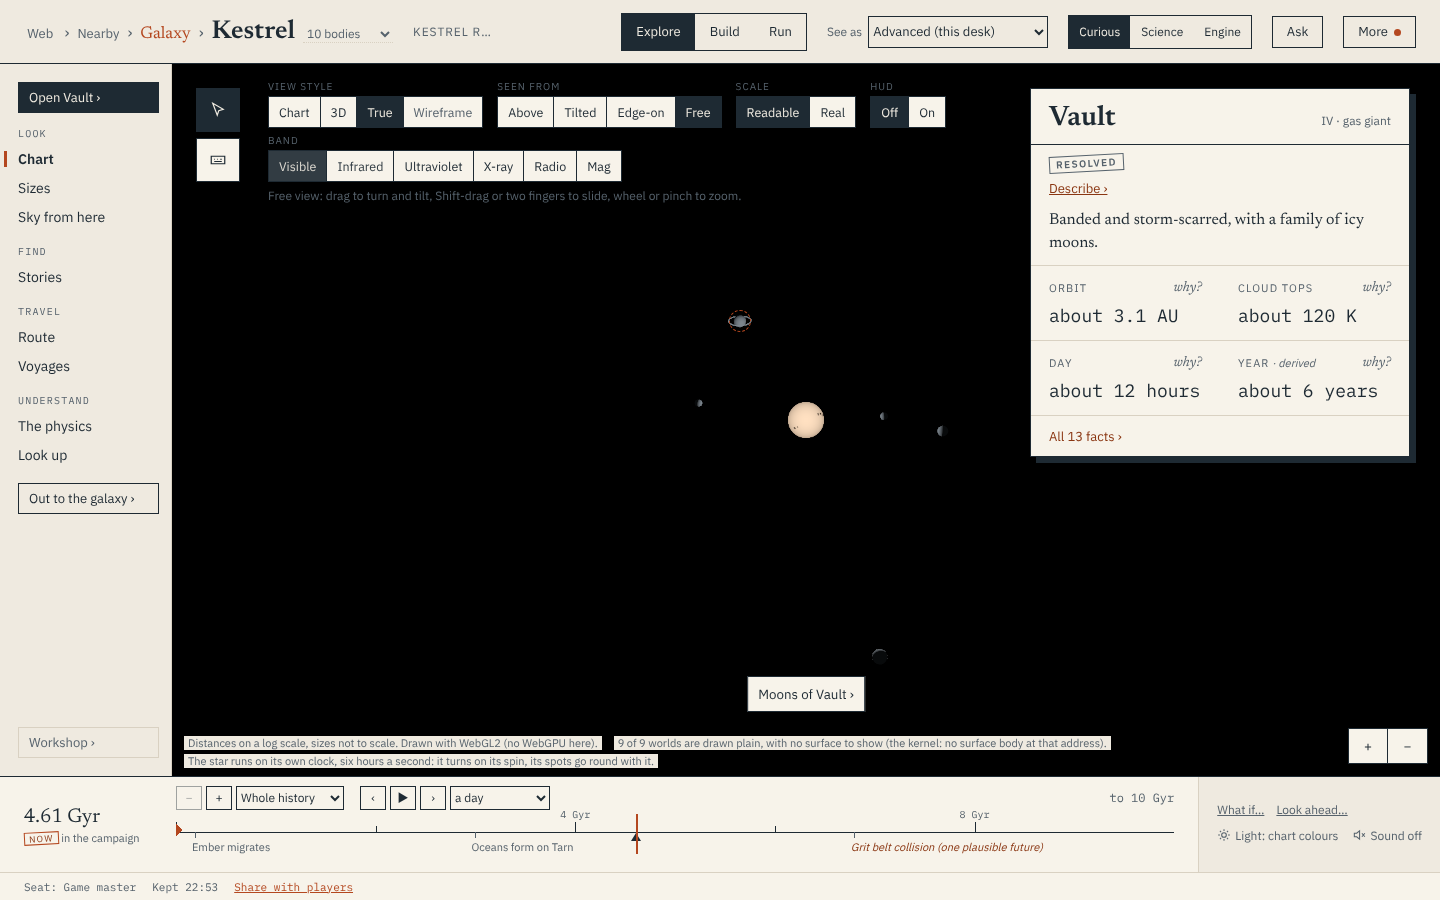 Web › Nearby › Galaxy › Kestrel 10 bodies KESTREL R...
Explore Build Run See as Advanced (this desk) Curious Science Engine Ask More
Open Vault ›
LOOK
Chart
Sizes
Sky from here
FIND
Stories
TRAVEL
Route
Voyages
UNDERSTAND
The physics
Look up
Out to the galaxy ›
Workshop ›
VIEW STYLE SEEN FROM SCALE HUD
Chart 3D True Wireframe Above Tilted Edge-on Free Readable Real Off On
BAND
Visible Infrared Ultraviolet X-ray Radio Mag
Free view: drag to turn and tilt, Shift-drag or two fingers to slide, wheel or pinch to zoom.
Vault IV · gas giant
RESOLVED
Describe ›
Banded and storm-scarred, with a family of icy
moons.
ORBIT why? CLOUD TOPS why?
about 3.1 AU about 120 K
DAY why? YEAR · derived why?
about 12 hours about 6 years
All 13 facts ›
Moons of Vault ›
Distances on a log scale, sizes not to scale. Drawn with WebGL2 (no WebGPU here). 9 of 9 worlds are drawn plain, with no surface to show (the kernel: no surface body at that address).
The star runs on its own clock, six hours a second: it turns on its spin, its spots go round with it.
+ −
4.61 Gyr
NOW in the campaign
− + Whole history ‹ ▶ › a day to 10 Gyr
4 Gyr 8 Gyr
Ember migrates Oceans form on Tarn Grit belt collision (one plausible future)
What if... Look ahead...
Light: chart colours Sound off
Seat: Game master Kept 22:53 Share with players